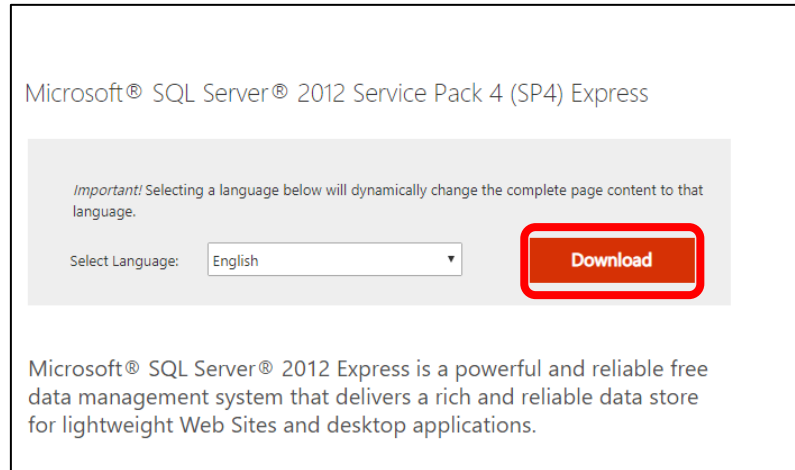 Microsoft® SQL Server® 2012 Service Pack 4 (SP4) Express
Important! Selecting a language below will dynamically change the complete page content to that
language.
Select Language:
English
Download
Microsoft® SQL Server® 2012 Express is a powerful and reliable free
data management system that delivers a rich and reliable data store
for lightweight Web Sites and desktop applications.